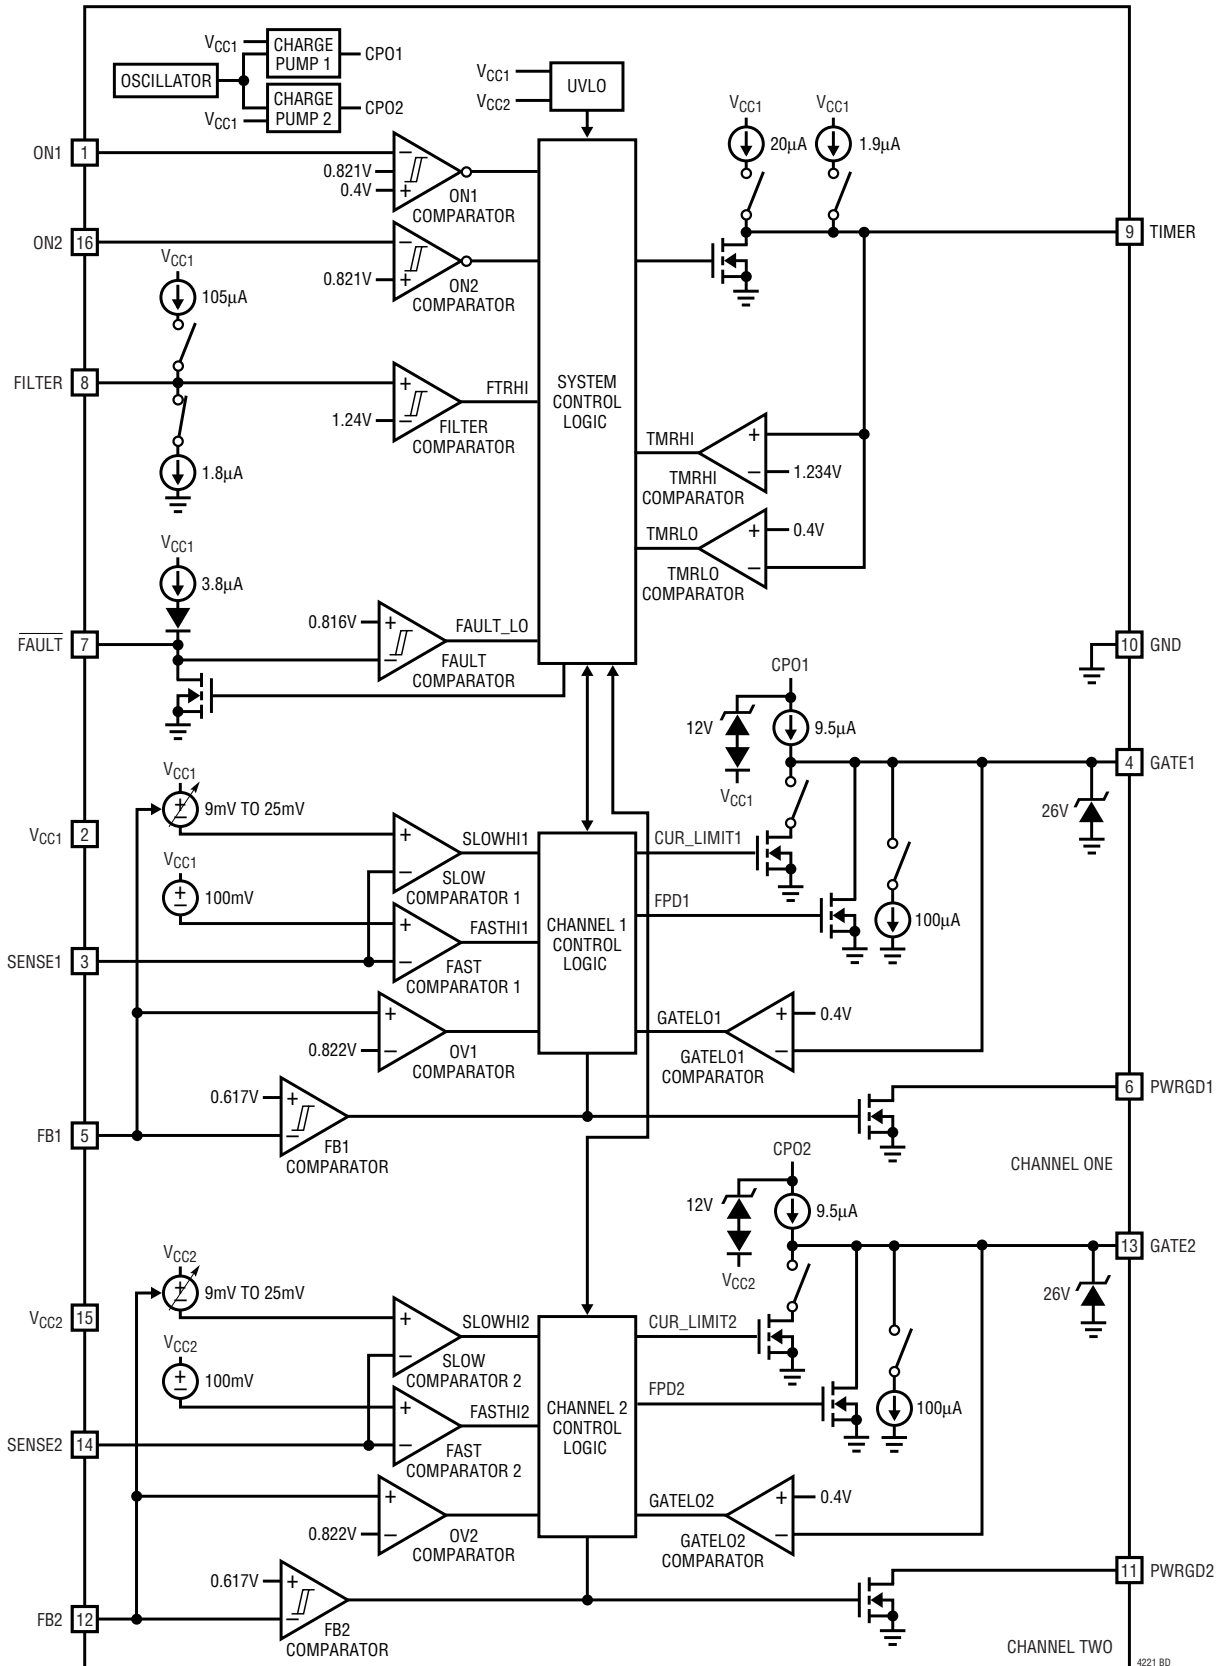 VCC1
CHARGE
PUMP 1
CPO1
OSCILLATOR
CHARGE
PUMP 2
CPO2
VCC1
VCC1
VCC2
UVLO
VCC1
VCC1
20µA
1.9µA
ON1
1
0.821V
0.4V
−
+
ON1
COMPARATOR
ON2
16
−
0.821V
+
ON2
COMPARATOR
9
TIMER
VCC1
105µA
FILTER
8
+
FTRHI
1.24V
−
FILTER
COMPARATOR
1.8µA
SYSTEM
CONTROL
LOGIC
TMRHI
+
−
1.234V
TMRHI
COMPARATOR
TMRLO
+
0.4V
−
TMRLO
COMPARATOR
VCC1
3.8µA
0.816V
+
FAULT_LO
FAULT
7
−
FAULT
COMPARATOR
10
GND
CPO1
12V
9.5µA
VCC1
4
GATE1
26V
VCC1
+
−
9mV TO 25mV
VCC1
2
+
SLOWHI1
−
SLOW
COMPARATOR 1
VCC1
+
−
100mV
+
FASTHI1
SENSE1
3
−
FAST
COMPARATOR 1
CHANNEL 1
CONTROL
LOGIC
CUR_LIMIT1
FPD1
100µA
+
0.822V
−
OV1
COMPARATOR
GATELO1
+
0.4V
−
GATELO1
COMPARATOR
6
PWRGD1
0.617V
+
FB1
5
−
FB1
COMPARATOR
CHANNEL ONE
CPO2
12V
9.5µA
VCC2
13
GATE2
26V
VCC2
+
−
9mV TO 25mV
VCC2
15
+
SLOWHI2
−
SLOW
COMPARATOR 2
VCC2
+
−
100mV
+
FASTHI2
SENSE2
14
−
FAST
COMPARATOR 2
CHANNEL 2
CONTROL
LOGIC
CUR_LIMIT2
FPD2
100µA
+
0.822V
−
OV2
COMPARATOR
GATELO2
+
0.4V
−
GATELO2
COMPARATOR
11
PWRGD2
0.617V
+
FB2
12
−
FB2
COMPARATOR
CHANNEL TWO
4221 BD